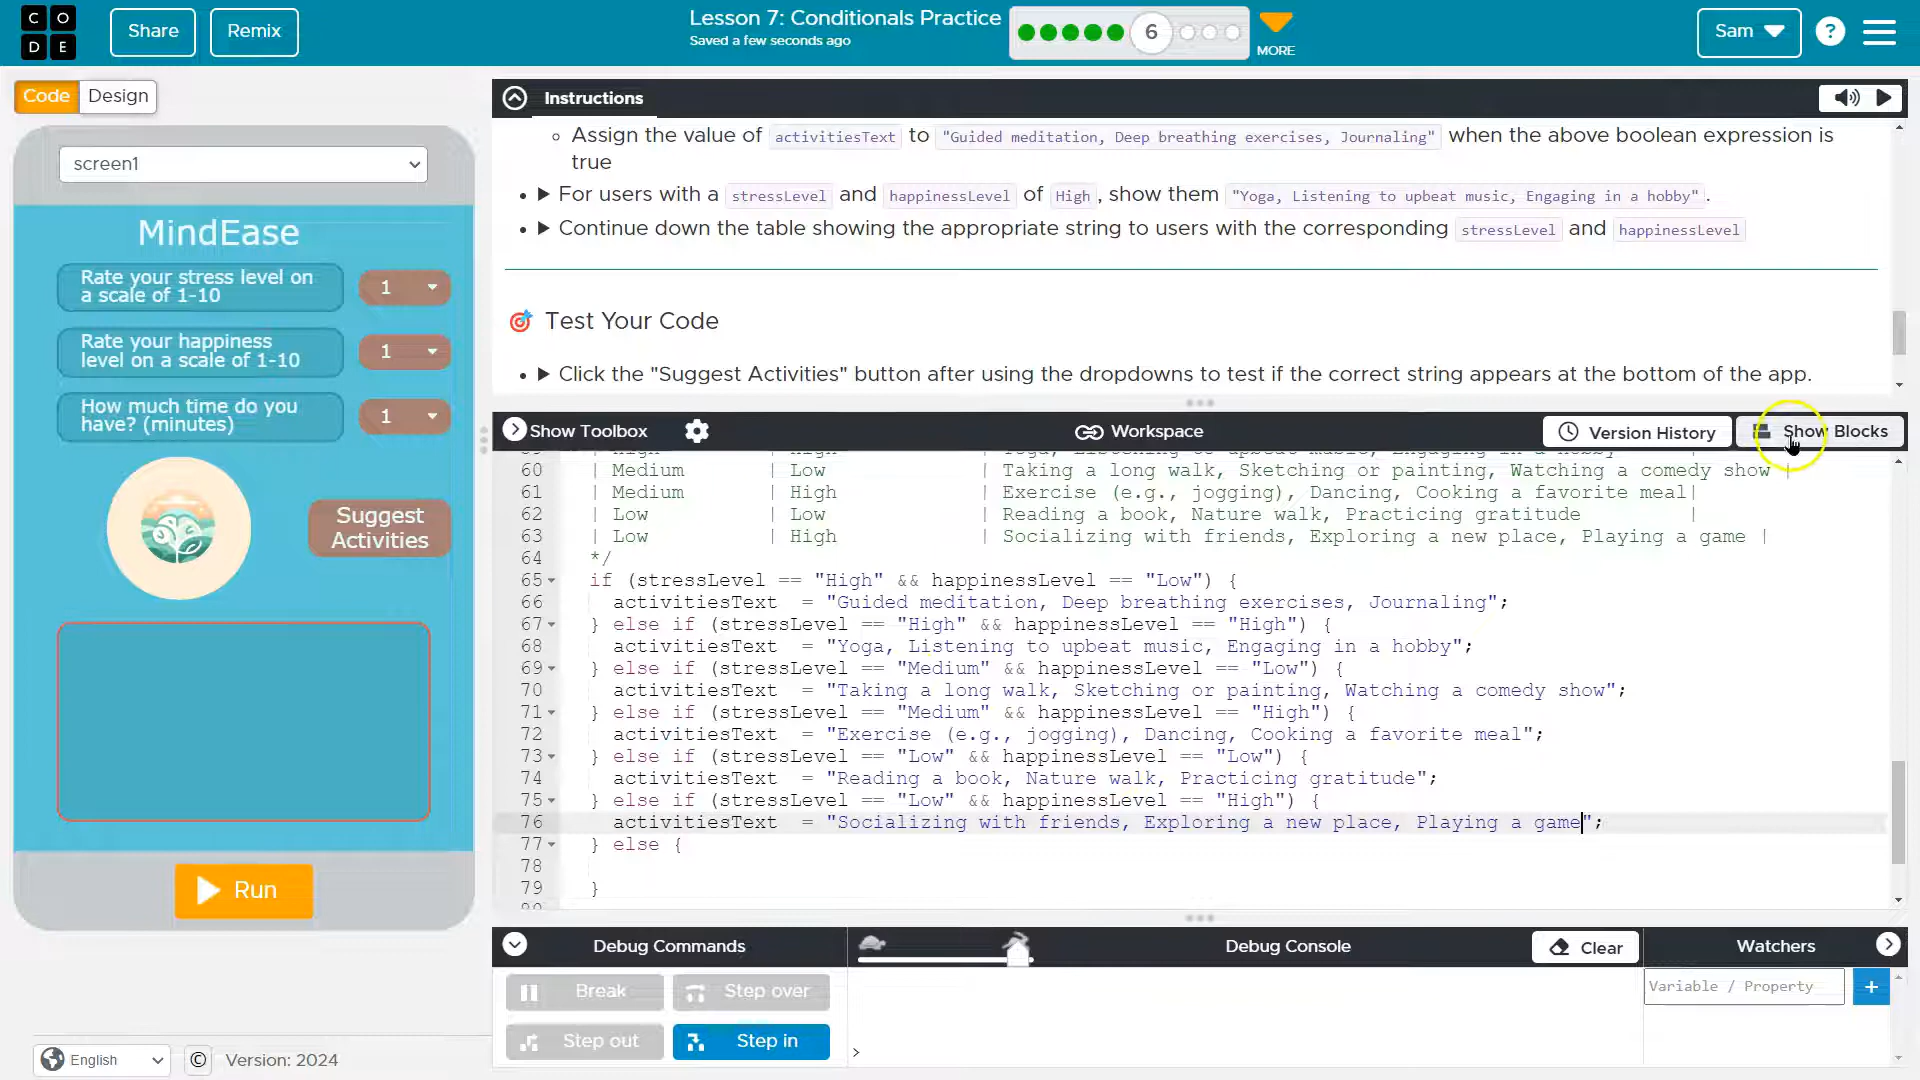 CODE
Share
Remix
Lesson 7: Conditionals Practice
Saved a few seconds ago
6
MORE
Sam
?
Code
Design
screen1
MindEase
Rate your stress level on
a scale of 1-10
1
Rate your happiness
level on a scale of 1-10
1
How much time do you
have? (minutes)
1
Suggest
Activities
Run
English
©
Version: 2024
Instructions
Assign the value of activitiesText to "Guided meditation, Deep breathing exercises, Journaling" when the above boolean expression is
true
For users with a stressLevel and happinessLevel of High, show them "Yoga, Listening to upbeat music, Engaging in a hobby".
Continue down the table showing the appropriate string to users with the corresponding stressLevel and happinessLevel
Test Your Code
Click the "Suggest Activities" button after using the dropdowns to test if the correct string appears at the bottom of the app.
Show Toolbox
Workspace
Version History
Show Blocks
60 | Medium | Low | Taking a long walk, Sketching or painting, Watching a comedy show |
61 | Medium | High | Exercise (e.g., jogging), Dancing, Cooking a favorite meal|
62 | Low | Low | Reading a book, Nature walk, Practicing gratitude |
63 | Low | High | Socializing with friends, Exploring a new place, Playing a game |
64 */
65 if (stressLevel == "High" && happinessLevel == "Low") {
66 activitiesText = "Guided meditation, Deep breathing exercises, Journaling";
67 } else if (stressLevel == "High" && happinessLevel == "High") {
68 activitiesText = "Yoga, Listening to upbeat music, Engaging in a hobby";
69 } else if (stressLevel == "Medium" && happinessLevel == "Low") {
70 activitiesText = "Taking a long walk, Sketching or painting, Watching a comedy show";
71 } else if (stressLevel == "Medium" && happinessLevel == "High") {
72 activitiesText = "Exercise (e.g., jogging), Dancing, Cooking a favorite meal";
73 } else if (stressLevel == "Low" && happinessLevel == "Low") {
74 activitiesText = "Reading a book, Nature walk, Practicing gratitude";
75 } else if (stressLevel == "Low" && happinessLevel == "High") {
76 activitiesText = "Socializing with friends, Exploring a new place, Playing a game";
77 } else {
78
79 }
Debug Commands
Debug Console
Clear
Watchers
Break
Step over
Step out
Step in
>
Variable / Property
+